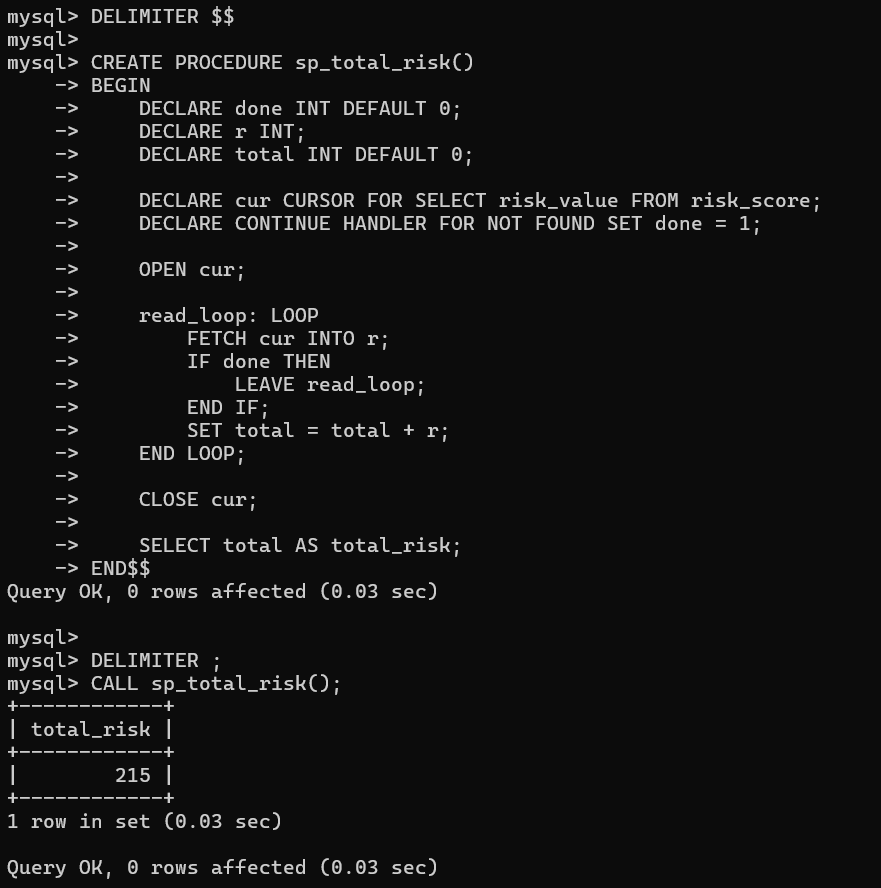 mysql> DELIMITER $$
mysql>
mysql> CREATE PROCEDURE sp_total_risk()
    -> BEGIN
    ->     DECLARE done INT DEFAULT 0;
    ->     DECLARE r INT;
    ->     DECLARE total INT DEFAULT 0;
    ->
    ->     DECLARE cur CURSOR FOR SELECT risk_value FROM risk_score;
    ->     DECLARE CONTINUE HANDLER FOR NOT FOUND SET done = 1;
    ->
    ->     OPEN cur;
    ->
    ->     read_loop: LOOP
    ->         FETCH cur INTO r;
    ->         IF done THEN
    ->             LEAVE read_loop;
    ->         END IF;
    ->         SET total = total + r;
    ->     END LOOP;
    ->
    ->     CLOSE cur;
    ->
    ->     SELECT total AS total_risk;
    -> END$$
Query OK, 0 rows affected (0.03 sec)

mysql>
mysql> DELIMITER ;
mysql> CALL sp_total_risk();
+------------+
| total_risk |
+------------+
|        215 |
+------------+
1 row in set (0.03 sec)

Query OK, 0 rows affected (0.03 sec)